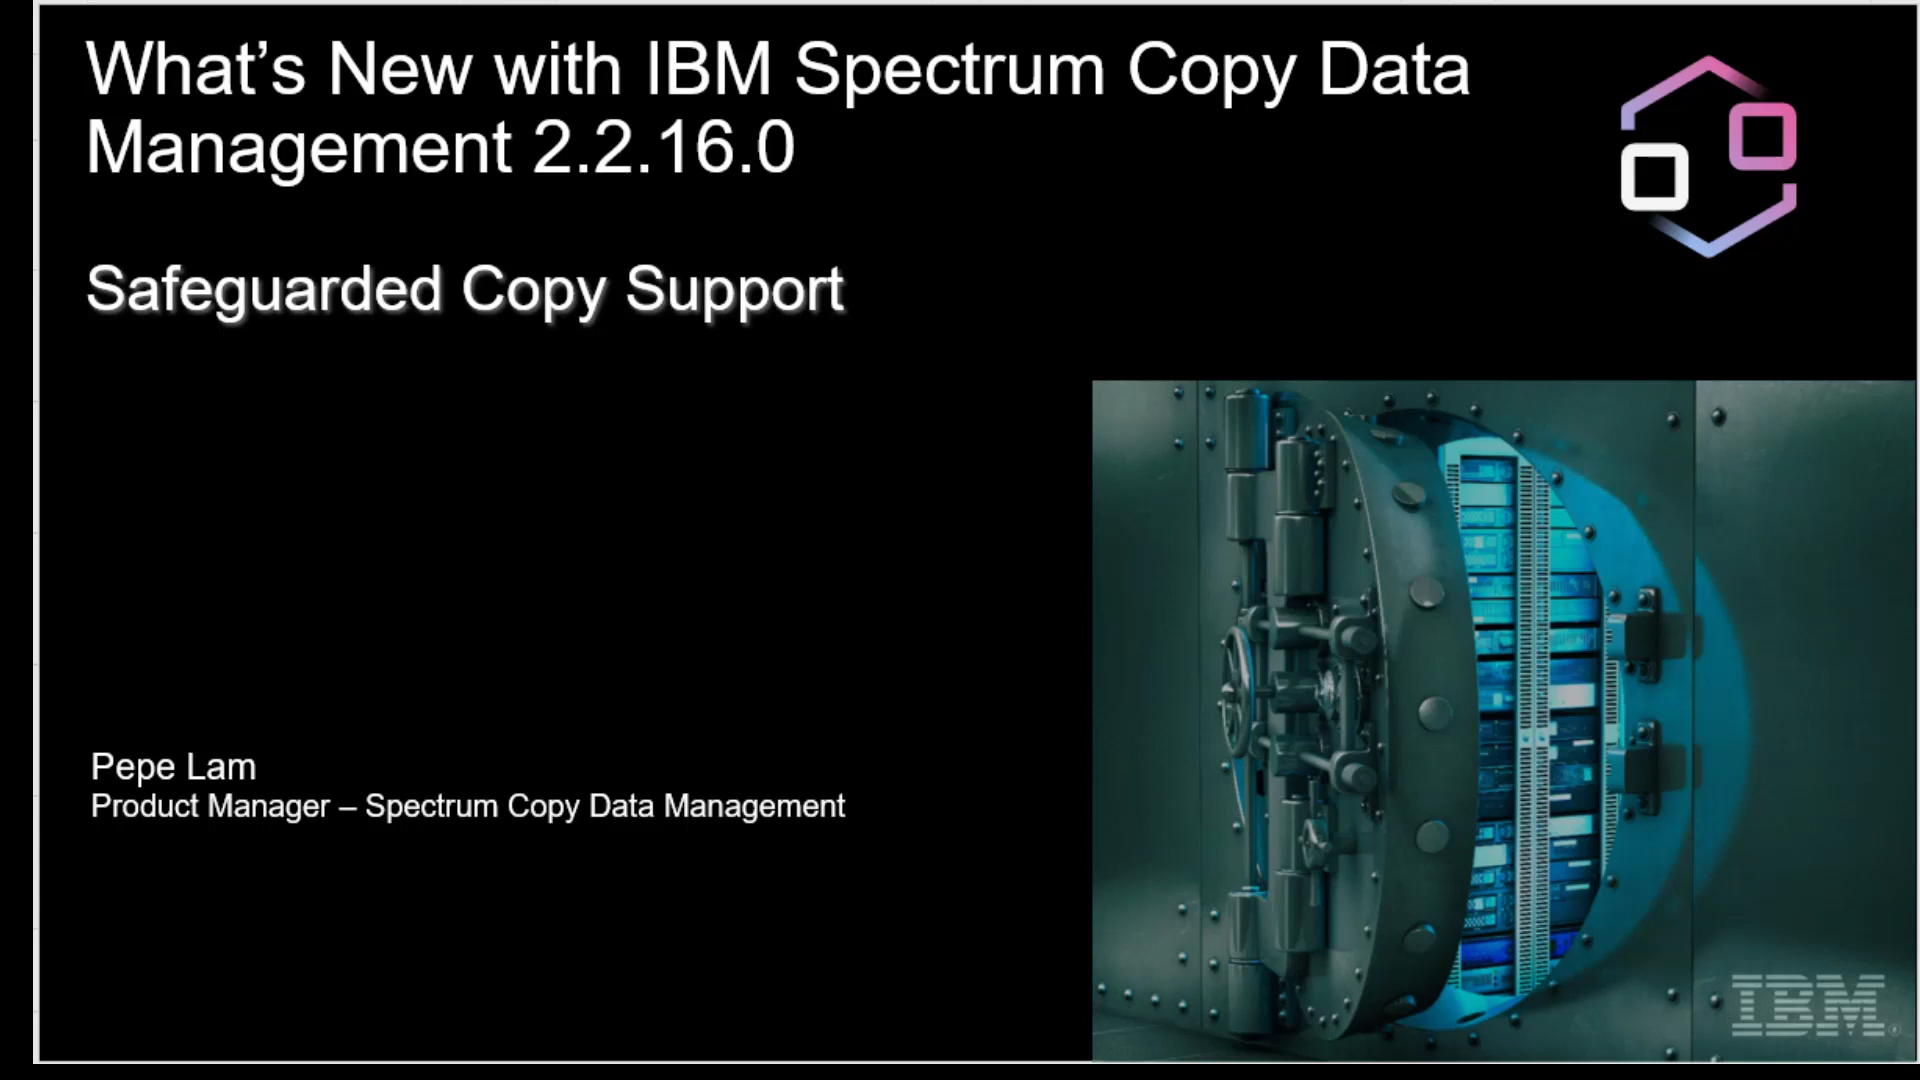 What’s New with IBM Spectrum Copy Data
Management 2.2.16.0
Safeguarded Copy Support
Pepe Lam
Product Manager – Spectrum Copy Data Management
IBM®